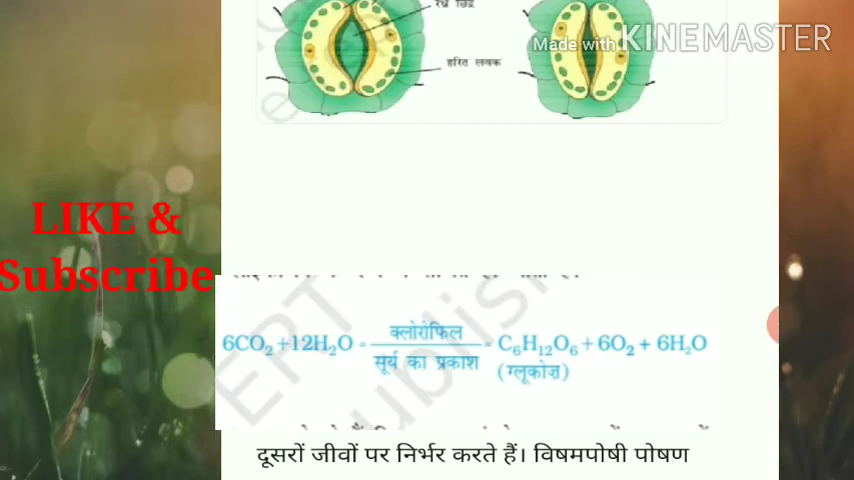 रंध्र छिद्र
Made with KINEMASTER
हरित लवक
LIKE &
Subscribe
क्लोरोफिल
6CO₂+12H₂O = सूर्य का प्रकाश = C₆H₁₂O₆ + 6O₂ + 6H₂O
(ग्लूकोज़)
दूसरों जीवों पर निर्भर करते हैं। विषमपोषी पोषण